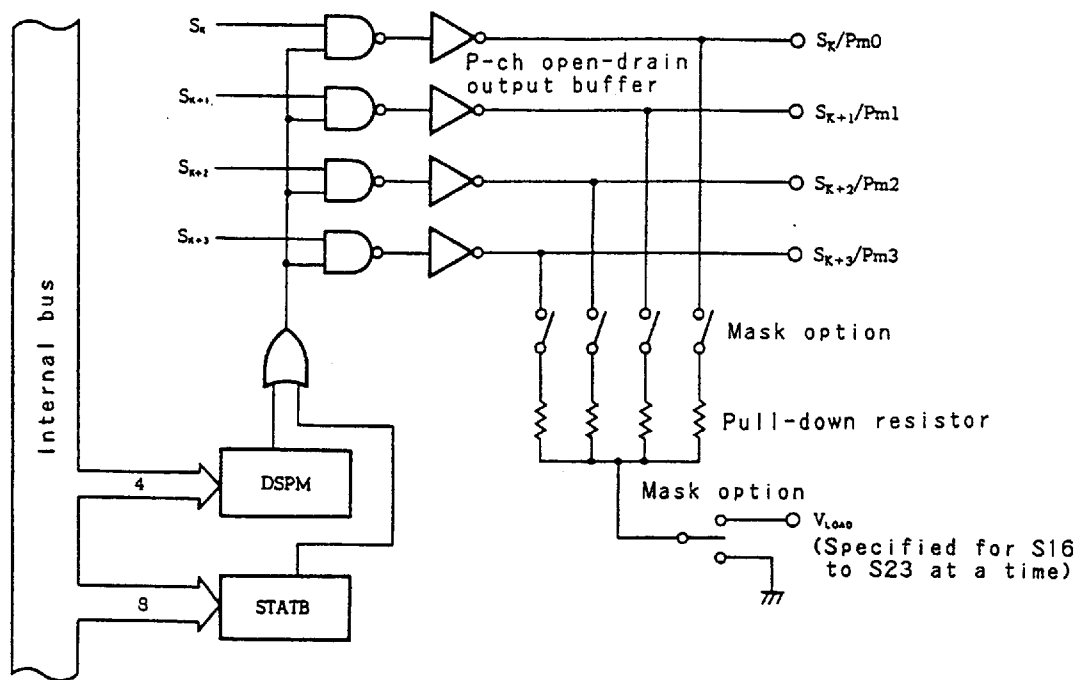 S_K
S_K/Pm0
P-ch open-drain
output buffer
S_K+1
S_K+1/Pm1
S_K+2
S_K+2/Pm2
S_K+3
S_K+3/Pm3
Internal bus
Mask option
Pull-down resistor
4
DSPM
Mask option
V_LOAD
(Specified for S16
to S23 at a time)
8
STATB